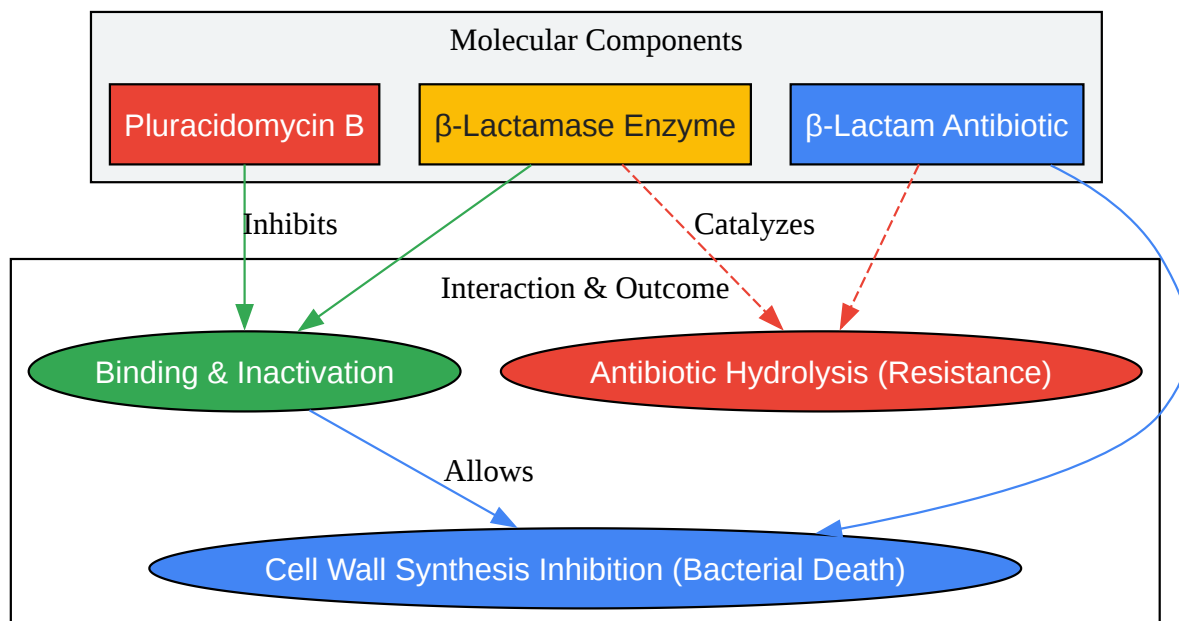 Molecular Components
Pluracidomycin B
β-Lactamase Enzyme
β-Lactam Antibiotic
Inhibits
Catalyzes
Interaction & Outcome
Binding & Inactivation
Antibiotic Hydrolysis (Resistance)
Allows
Cell Wall Synthesis Inhibition (Bacterial Death)